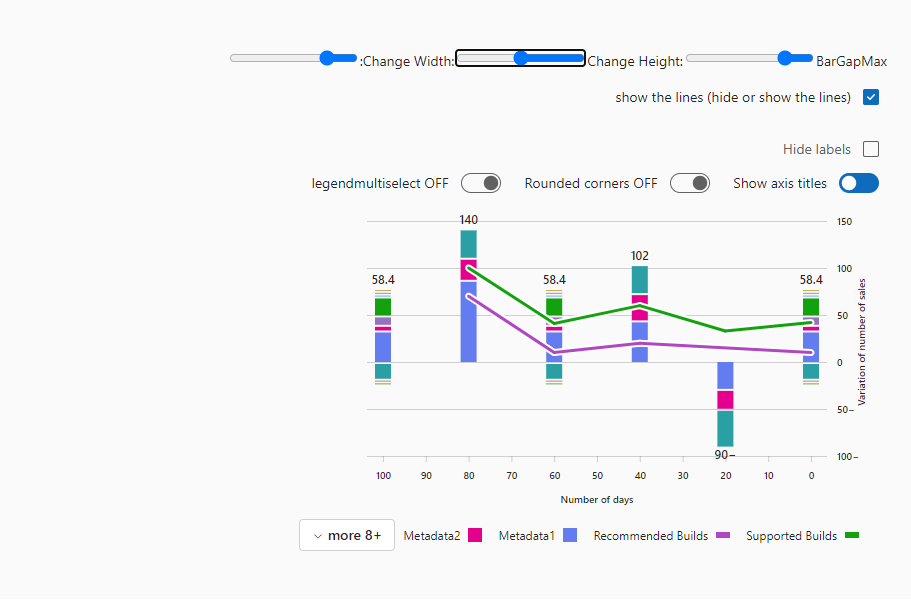 :Change Width: Change Height: BarGapMax
show the lines (hide or show the lines)
Hide labels
legendmultiselect OFF Rounded corners OFF Show axis titles
140
150
102
100
58.4 58.4 58.4
50
0
50–
90–
100–
Variation of number of sales
100 90 80 70 60 50 40 30 20 10 0
Number of days
more 8+ Metadata2 Metadata1 Recommended Builds Supported Builds